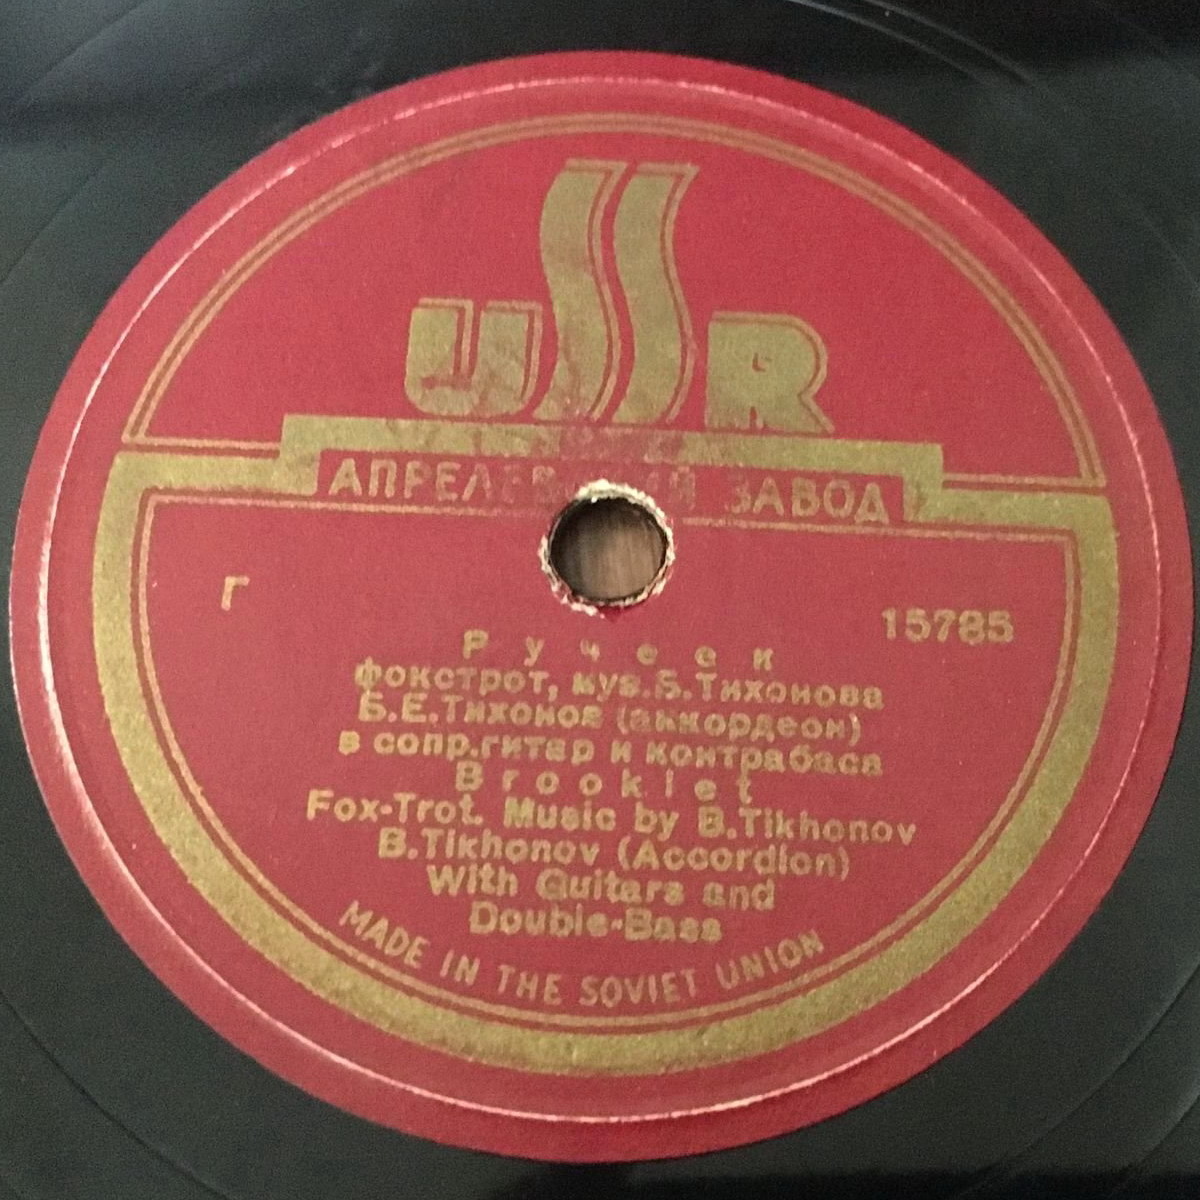 USSR
АПРЕЛЕВСКИЙ ЗАВОД
Г
15785
Ручеек
фокстрот, муз.Б.Тихонова
Б.Е.Тихонов (аккордеон)
в сопр.гитар и контрабаса
Brooklet
Fox-Trot. Music by B.Tikhonov
B.Tikhonov (Accordion)
With Guitars and
Double-Bass
MADE IN THE SOVIET UNION